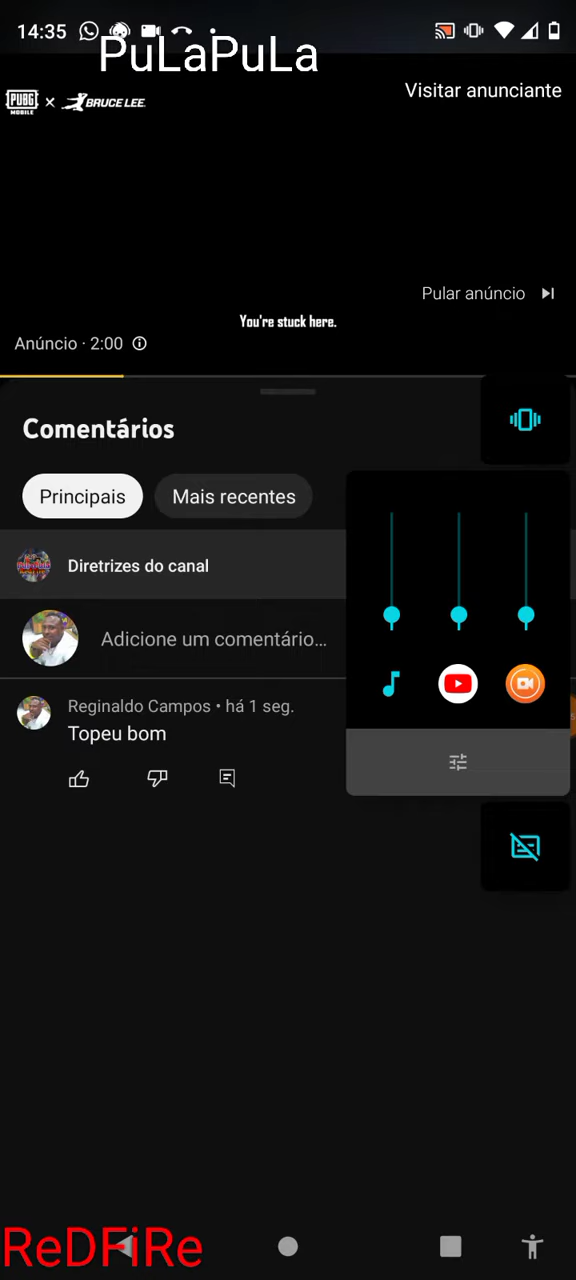 14:35
PuLaPuLa
PUBG MOBILE × BRUCE LEE
Visitar anunciante
Pular anúncio
You're stuck here.
Anúncio · 2:00
Comentários
Principais
Mais recentes
Diretrizes do canal
Adicione um comentário...
Reginaldo Campos • há 1 seg.
Topeu bom
ReDFiRe